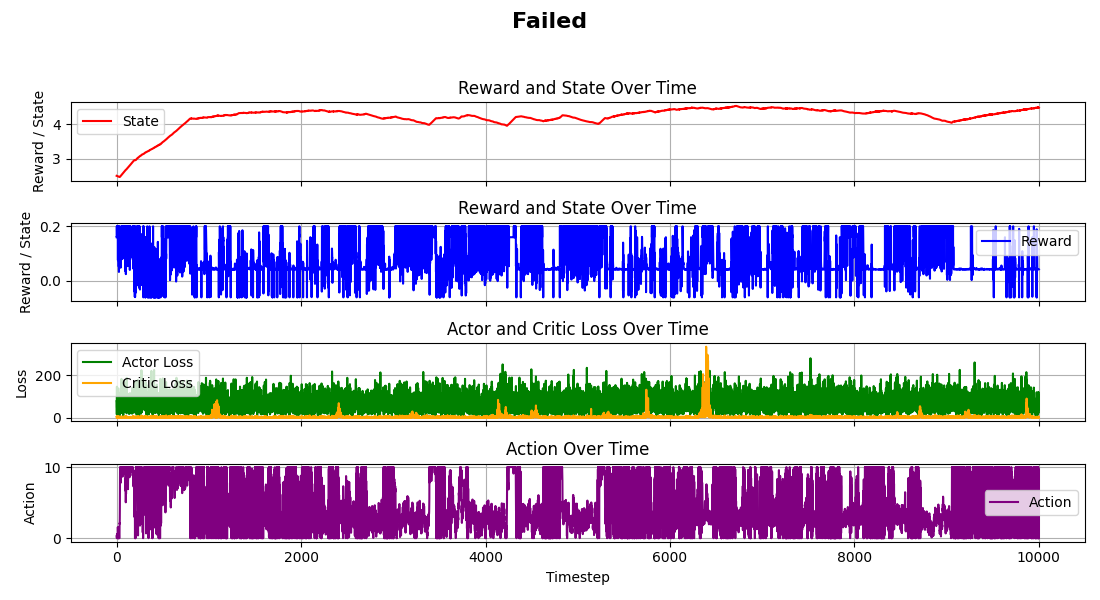 Failed
Reward and State Over Time
Reward / State
4
3
State
Reward and State Over Time
Reward / State
0.2
0.0
Reward
Actor and Critic Loss Over Time
Loss
200
0
Actor Loss
Critic Loss
Action Over Time
Action
10
0
Action
0 2000 4000 6000 8000 10000
Timestep